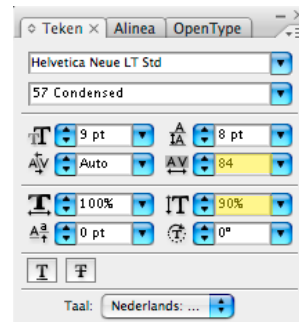 Teken × Alinea OpenType
Helvetica Neue LT Std
57 Condensed
9 pt 8 pt
Auto 84
100% 90%
0 pt 0°
Taal: Nederlands: ...